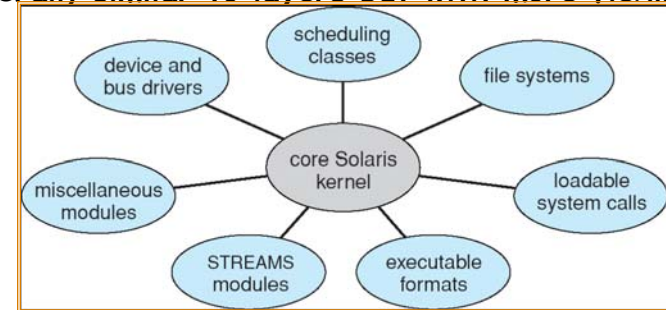 scheduling
classes
device and
bus drivers
file systems
core Solaris
kernel
miscellaneous
modules
loadable
system calls
STREAMS
modules
executable
formats